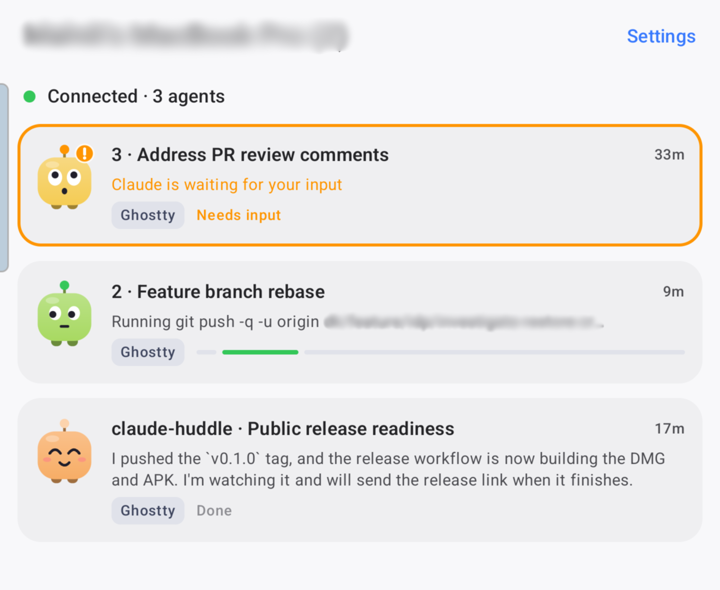 Settings
Connected · 3 agents
3 · Address PR review comments
33m
Claude is waiting for your input
Ghostty
Needs input
2 · Feature branch rebase
9m
Running git push -q -u origin
Ghostty
claude-huddle · Public release readiness
17m
I pushed the `v0.1.0` tag, and the release workflow is now building the DMG
and APK. I'm watching it and will send the release link when it finishes.
Ghostty
Done